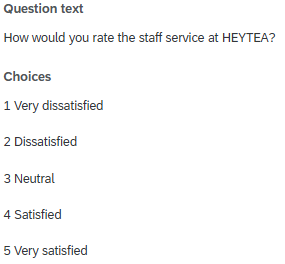 Question text
How would you rate the staff service at HEYTEA?
Choices
1 Very dissatisfied
2 Dissatisfied
3 Neutral
4 Satisfied
5 Very satisfied